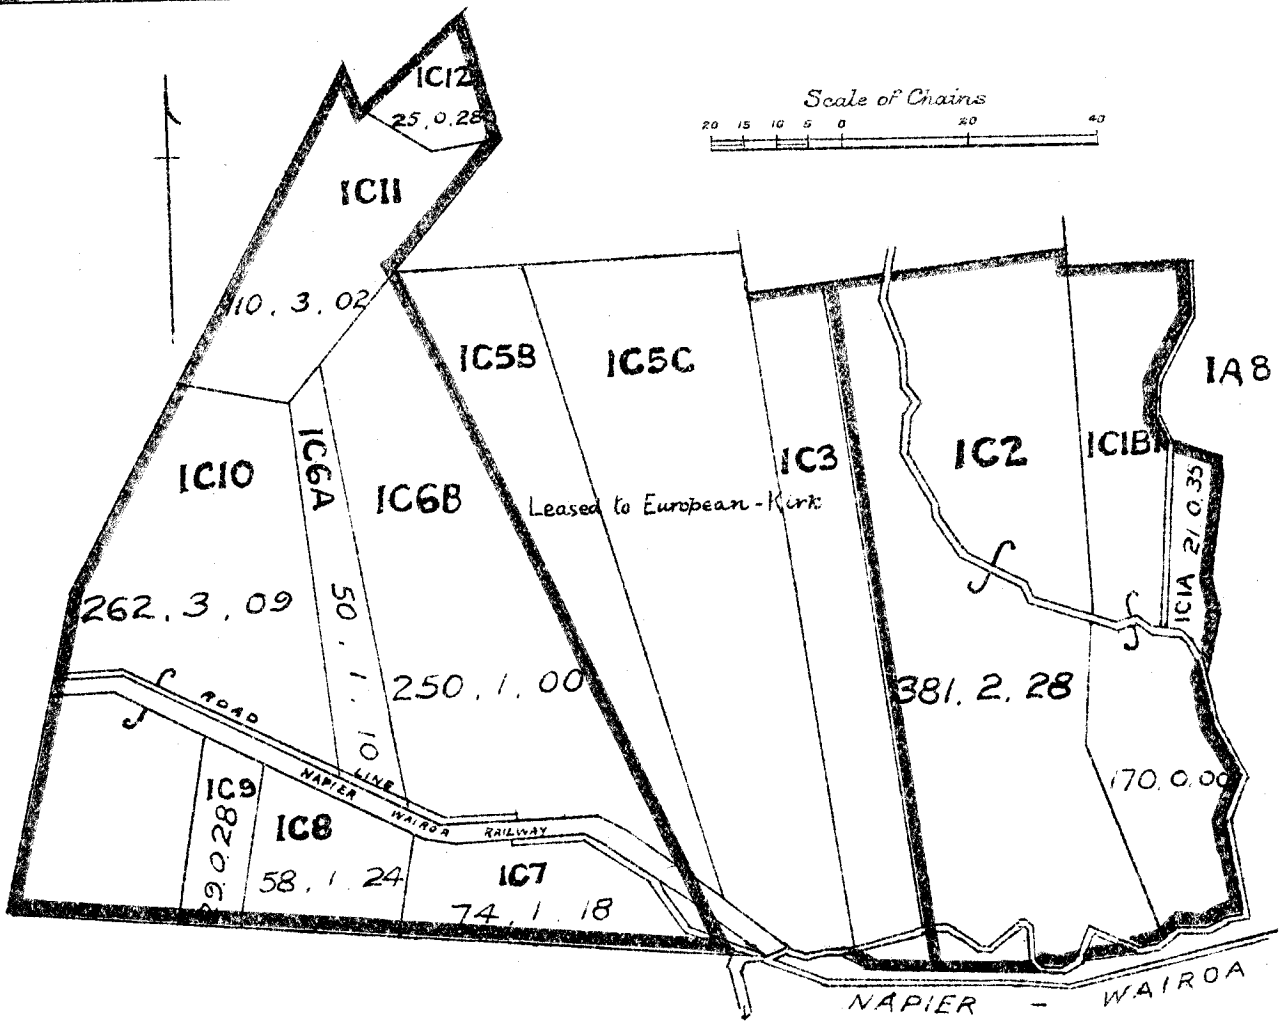 IC12
25.0.28
Scale of Chains
20 15 10 5 0 20 40
IC11
10.3.02
IC5B
IC5C
IA8
IC10
IC6A
IC6B
IC3
IC2
IC1B
Leased to European - Kirk
21.0.35
IC1A
262.3.09
50.1.10
250.1.00
381.2.28
170.0.00
ROAD LINE
NAPIER WAIROA RAILWAY
IC9
IC8
58.1.24
IC7
74.1.18
NAPIER - WAIROA